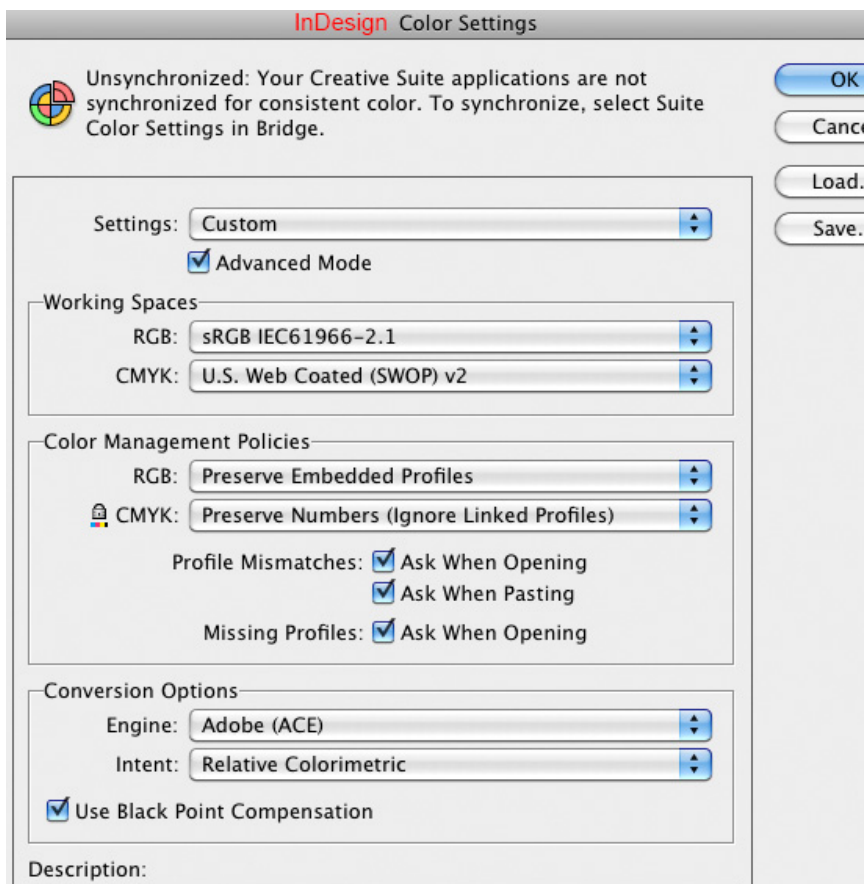 InDesign Color Settings
Unsynchronized: Your Creative Suite applications are not
synchronized for consistent color. To synchronize, select Suite
Color Settings in Bridge.
OK
Cance
Load.
Save.
Settings: Custom
Advanced Mode
Working Spaces
RGB: sRGB IEC61966-2.1
CMYK: U.S. Web Coated (SWOP) v2
Color Management Policies
RGB: Preserve Embedded Profiles
CMYK: Preserve Numbers (Ignore Linked Profiles)
Profile Mismatches: Ask When Opening
Ask When Pasting
Missing Profiles: Ask When Opening
Conversion Options
Engine: Adobe (ACE)
Intent: Relative Colorimetric
Use Black Point Compensation
Description: